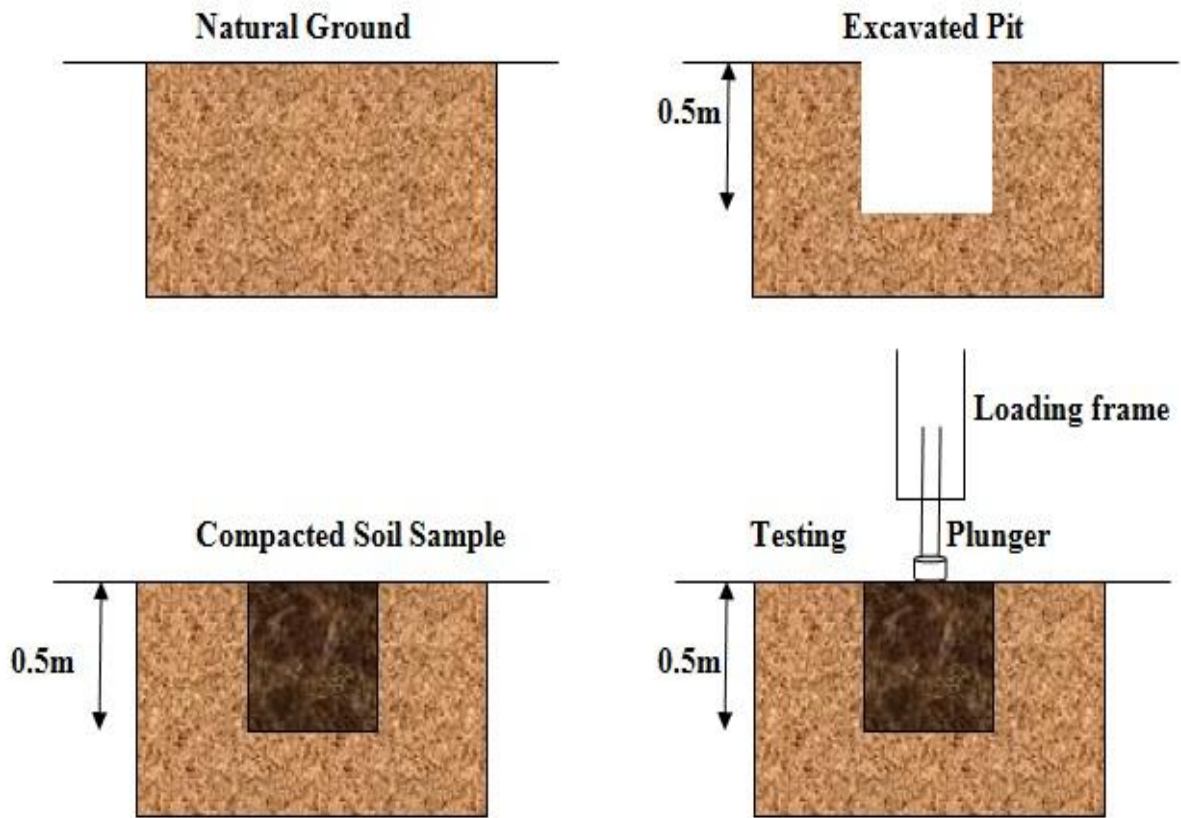 Natural Ground
Excavated Pit
0.5m
Loading frame
Compacted Soil Sample
Testing
Plunger
0.5m
0.5m